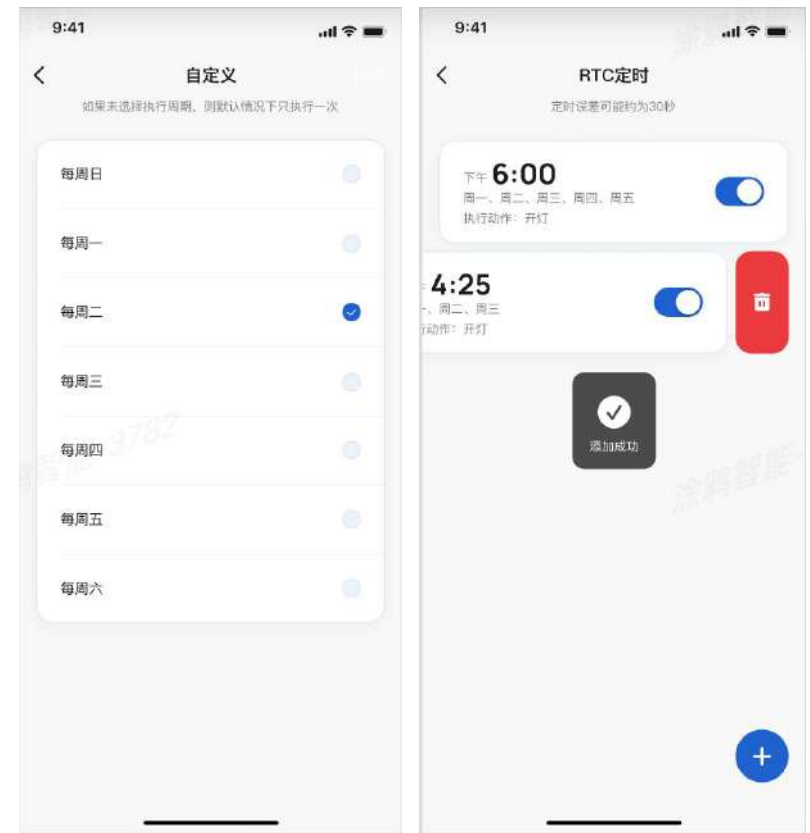 9:41
自定义
如果未选择执行周期，则默认情况下只执行一次
每周日
每周一
每周二
每周三
每周四
每周五
每周六
9:41
RTC定时
定时误差可能约为30秒
下午 6:00
周一、周二、周三、周四、周五
执行动作：开灯
4:25
、周二、周三
动作：开灯
添加成功
涂鸦智能
3782